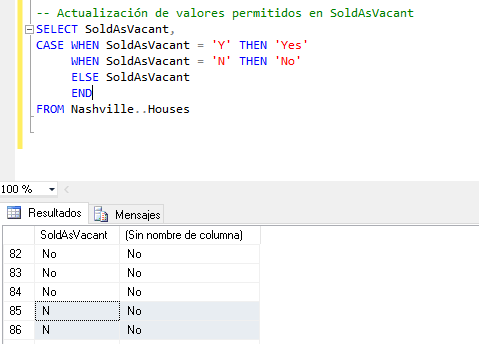 -- Actualización de valores permitidos en SoldAsVacant
SELECT SoldAsVacant,
CASE WHEN SoldAsVacant = 'Y' THEN 'Yes'
WHEN SoldAsVacant = 'N' THEN 'No'
ELSE SoldAsVacant
END
FROM Nashville..Houses
100 %
Resultados Mensajes
SoldAsVacant (Sin nombre de columna)
82 No No
83 No No
84 No No
85 N No
86 N No